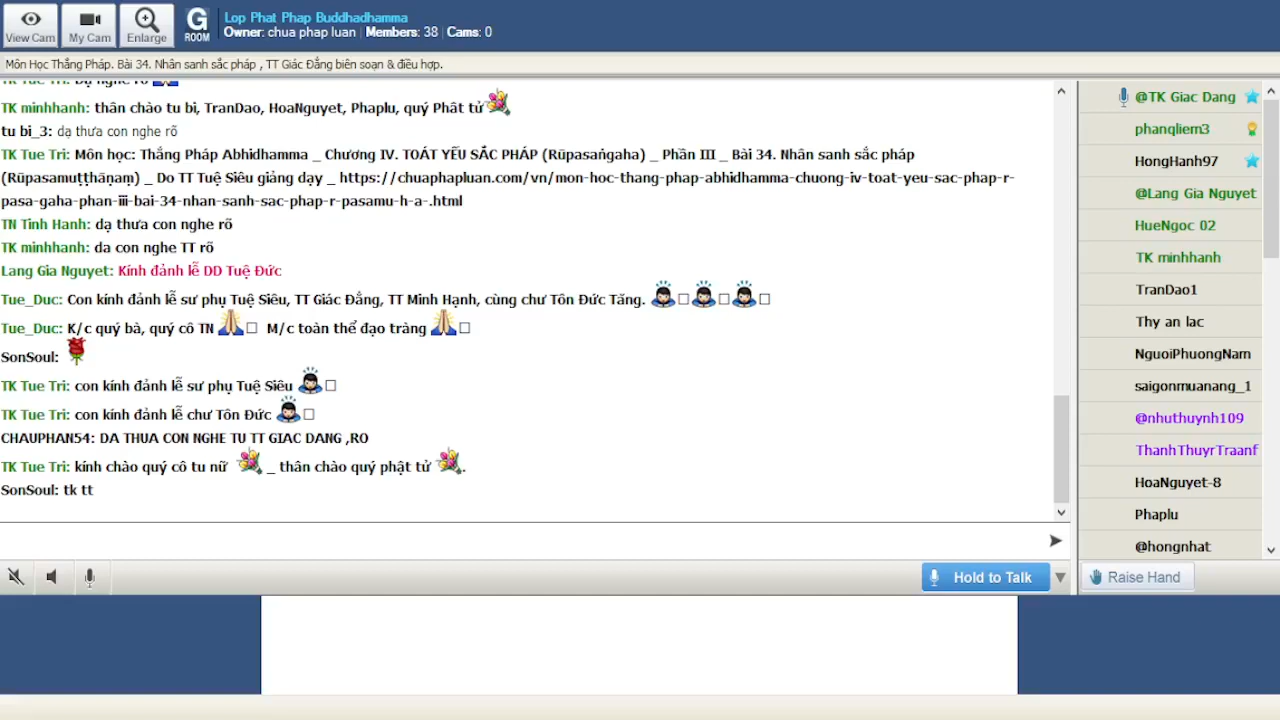 View Cam
My Cam
Enlarge
G
ROOM
Lop Phat Phap Buddhadhamma
Owner: chua phap luan | Members: 38 | Cams: 0
Môn Học Thắng Pháp. Bài 34. Nhân sanh sắc pháp , TT Giác Đẳng biên soạn & điều hợp.
TK Tue Tri: Dạ nghe rõ
TK minhhanh: thân chào tu bi, TranDao, HoaNguyet, Phaplu, quý Phât tử
tu bi_3: dạ thưa con nghe rõ
TK Tue Tri: Môn học: Thắng Pháp Abhidhamma _ Chương IV. TOÁT YẾU SẮC PHÁP (Rūpasaṅgaha) _ Phần III _ Bài 34. Nhân sanh sắc pháp
(Rūpasamuṭṭhāṇaṃ) _ Do TT Tuệ Siêu giảng dạy _ https://chuaphapluan.com/vn/mon-hoc-thang-phap-abhidhamma-chuong-iv-toat-yeu-sac-phap-r-
pasa-gaha-phan-iii-bai-34-nhan-sanh-sac-phap-r-pasamu-h-a-.html
TN Tinh Hanh: dạ thưa con nghe rõ
TK minhhanh: da con nghe TT rõ
Lang Gia Nguyet: Kính đảnh lễ DD Tuệ Đức
Tue_Duc: Con kính đảnh lễ sư phụ Tuệ Siêu, TT Giác Đẳng, TT Minh Hạnh, cùng chư Tôn Đức Tăng.
Tue_Duc: K/c quý bà, quý cô TN M/c toàn thể đạo tràng
SonSoul:
TK Tue Tri: con kính đảnh lễ sư phụ Tuệ Siêu
TK Tue Tri: con kính đảnh lễ chư Tôn Đức
CHAUPHAN54: DA THUA CON NGHE TU TT GIAC DANG ,RO
TK Tue Tri: kính chào quý cô tu nữ _ thân chào quý phật tử .
SonSoul: tk tt
Hold to Talk
@TK Giac Dang
phanqliem3
HongHanh97
@Lang Gia Nguyet
HueNgoc 02
TK minhhanh
TranDao1
Thy an lac
NguoiPhuongNam
saigonmuanang_1
@nhuthuynh109
ThanhThuyrTraanf
HoaNguyet-8
Phaplu
@hongnhat
Raise Hand